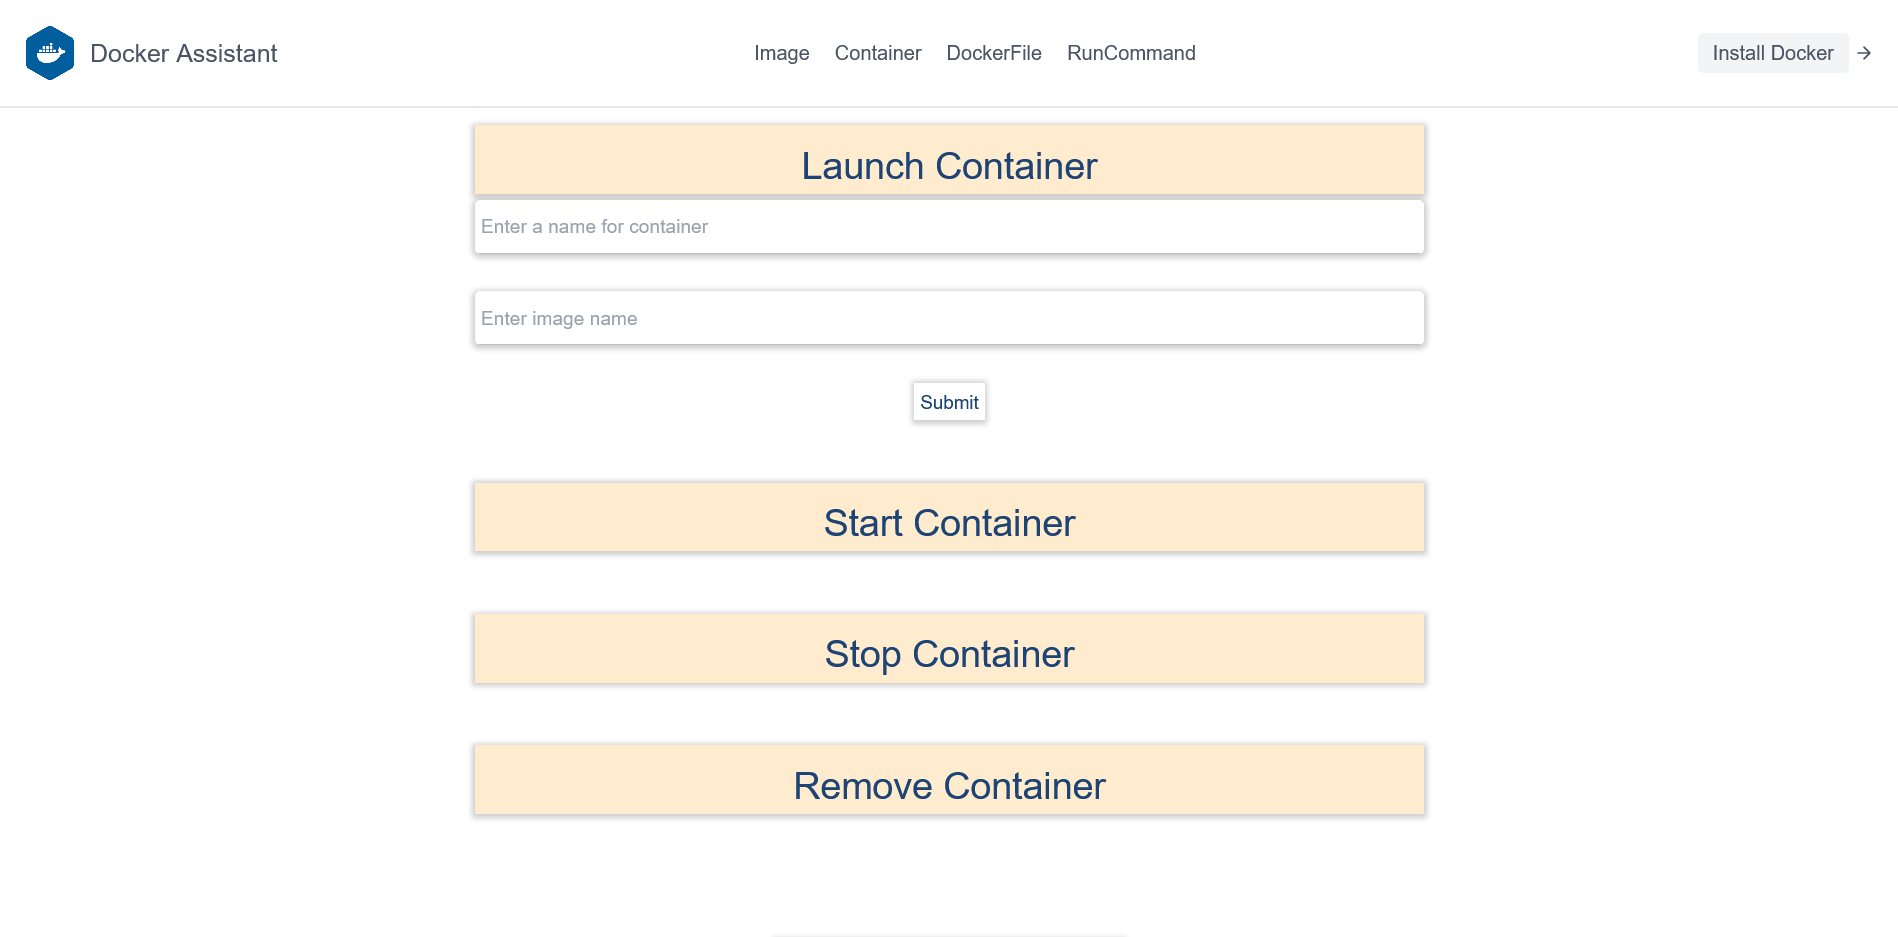 Docker Assistant
Image Container DockerFile RunCommand
Install Docker →
Launch Container
Enter a name for container
Enter image name
Submit
Start Container
Stop Container
Remove Container